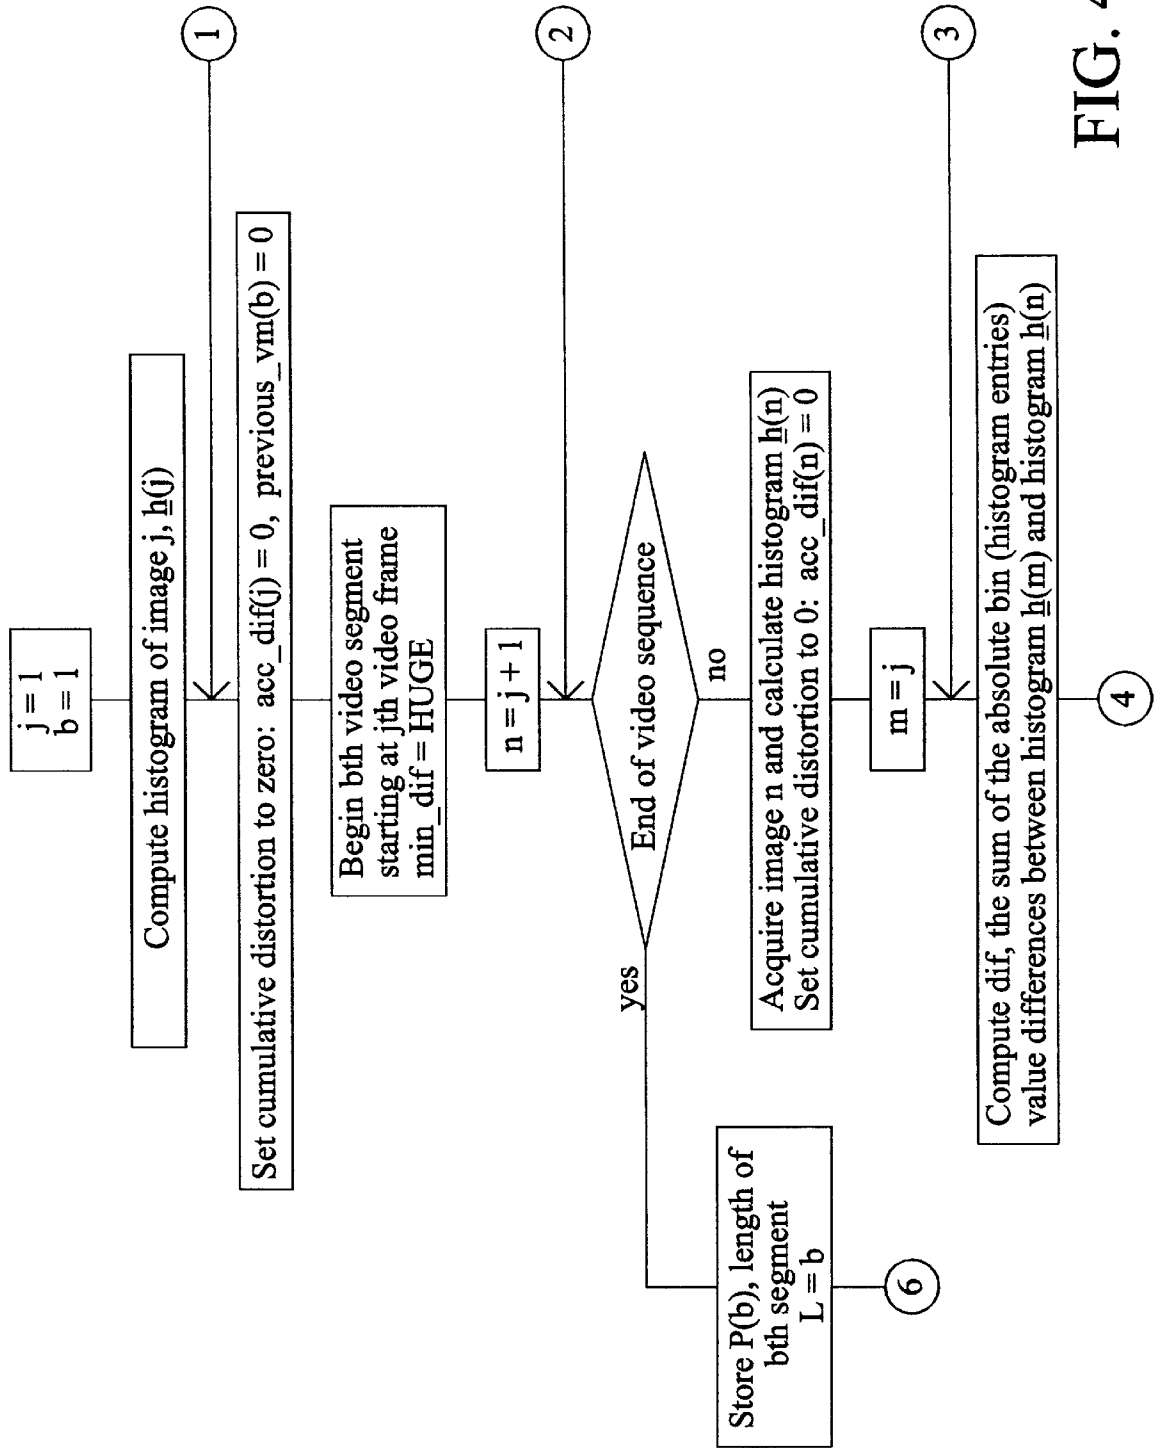 j = 1
b = 1
Compute histogram of image j, h(j)
1
Set cumulative distortion to zero: acc_dif(j) = 0, previous_vm(b) = 0
Begin bth video segment
starting at jth video frame
min_dif = HUGE
n = j + 1
2
End of video sequence
yes
no
Store P(b), length of
bth segment
L = b
6
Acquire image n and calculate histogram h(n)
Set cumulative distortion to 0: acc_dif(n) = 0
m = j
3
Compute dif, the sum of the absolute bin (histogram entries)
value differences between histogram h(m) and histogram h(n)
4
FIG.